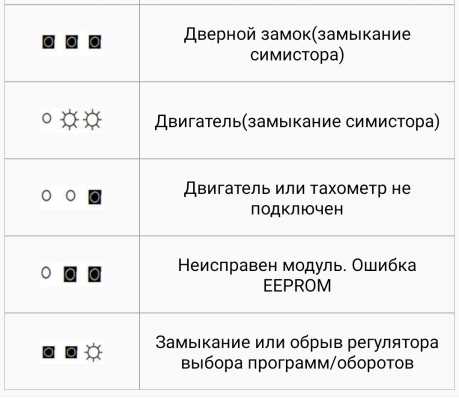 Дверной замок(замыкание
симистора)
Двигатель(замыкание симистора)
Двигатель или тахометр не
подключен
Неисправен модуль. Ошибка
EEPROM
Замыкание или обрыв регулятора
выбора программ/оборотов